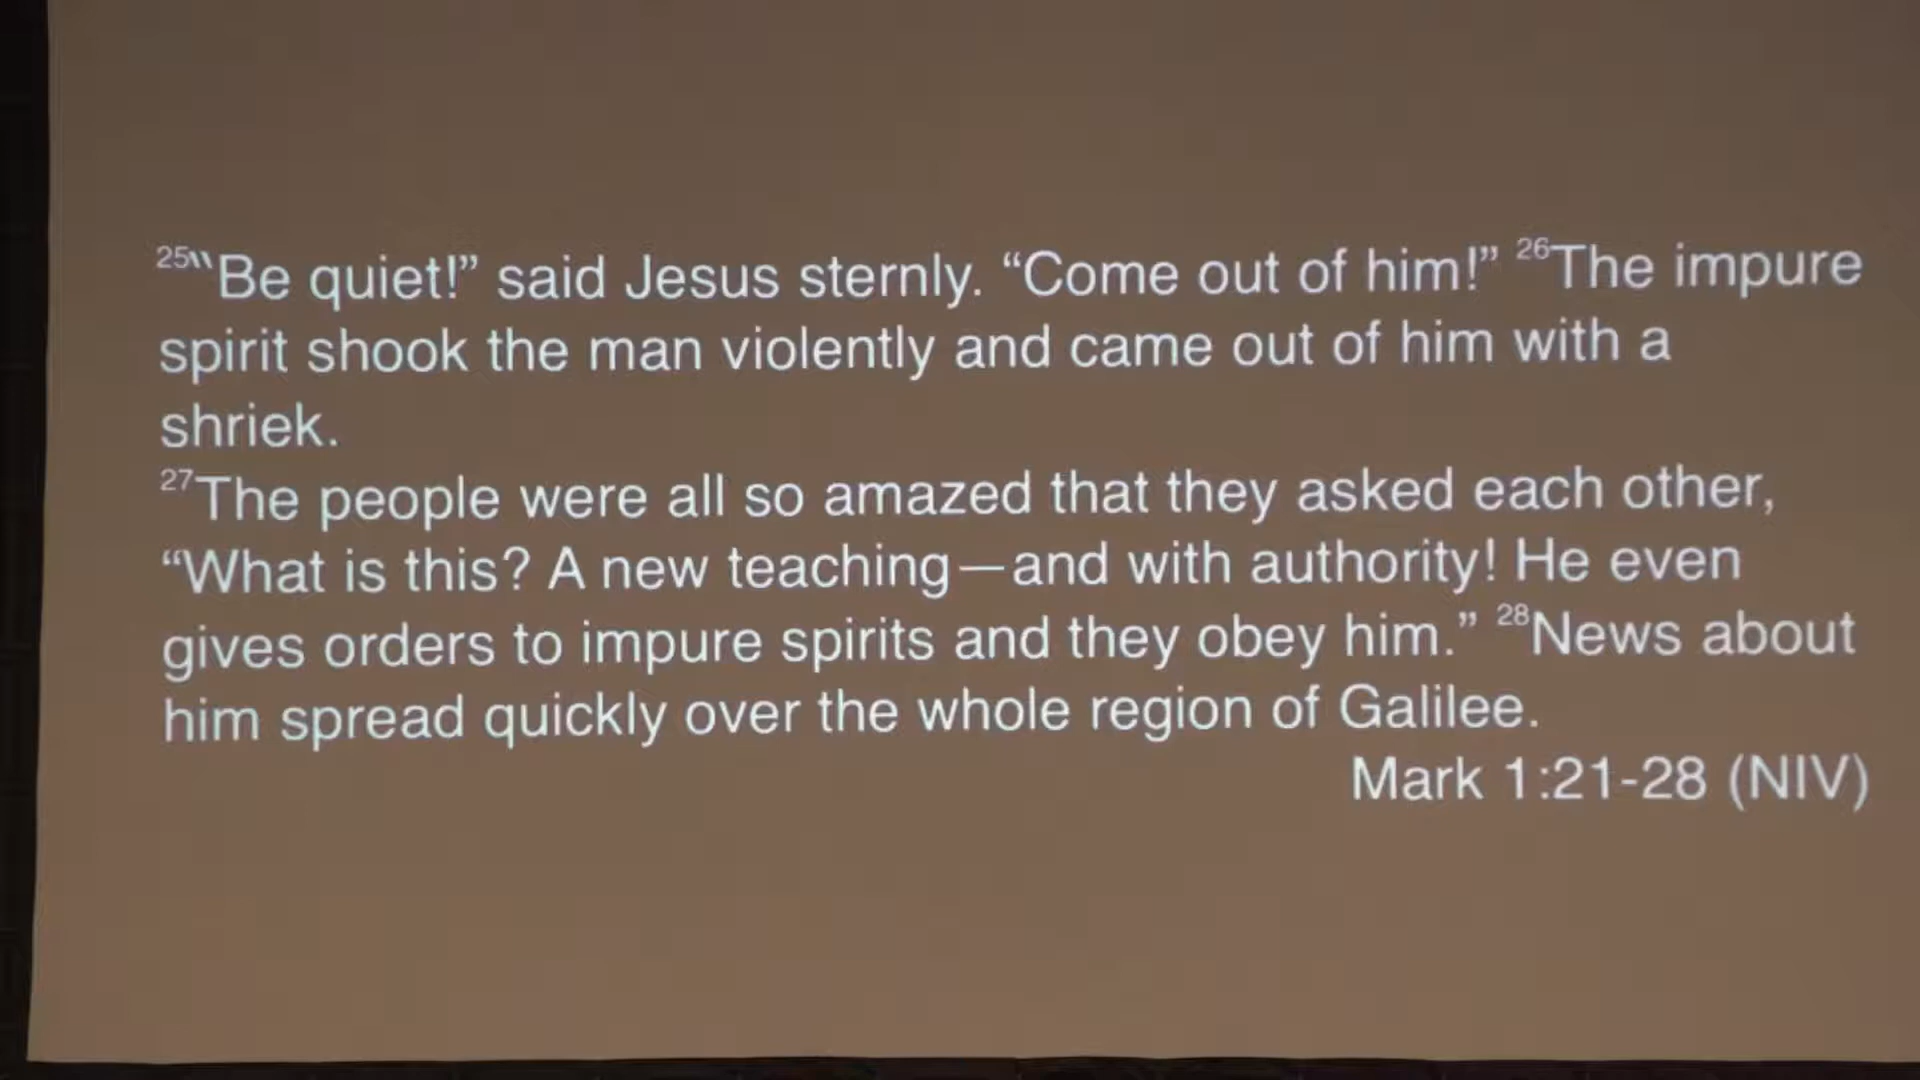 25“Be quiet!” said Jesus sternly. “Come out of him!” 26The impure
spirit shook the man violently and came out of him with a
shriek.
27The people were all so amazed that they asked each other,
“What is this? A new teaching—and with authority! He even
gives orders to impure spirits and they obey him.” 28News about
him spread quickly over the whole region of Galilee.
Mark 1:21-28 (NIV)